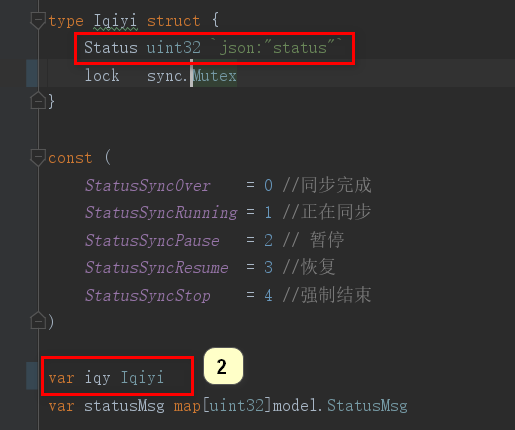 type Iqiyi struct {
Status uint32 `json:"status"`
lock sync.Mutex
}
const (
StatusSyncOver = 0 //同步完成
StatusSyncRunning = 1 //正在同步
StatusSyncPause = 2 // 暂停
StatusSyncResume = 3 //恢复
StatusSyncStop = 4 //强制结束
)
var iqy Iqiyi
2
var statusMsg map[uint32]model.StatusMsg